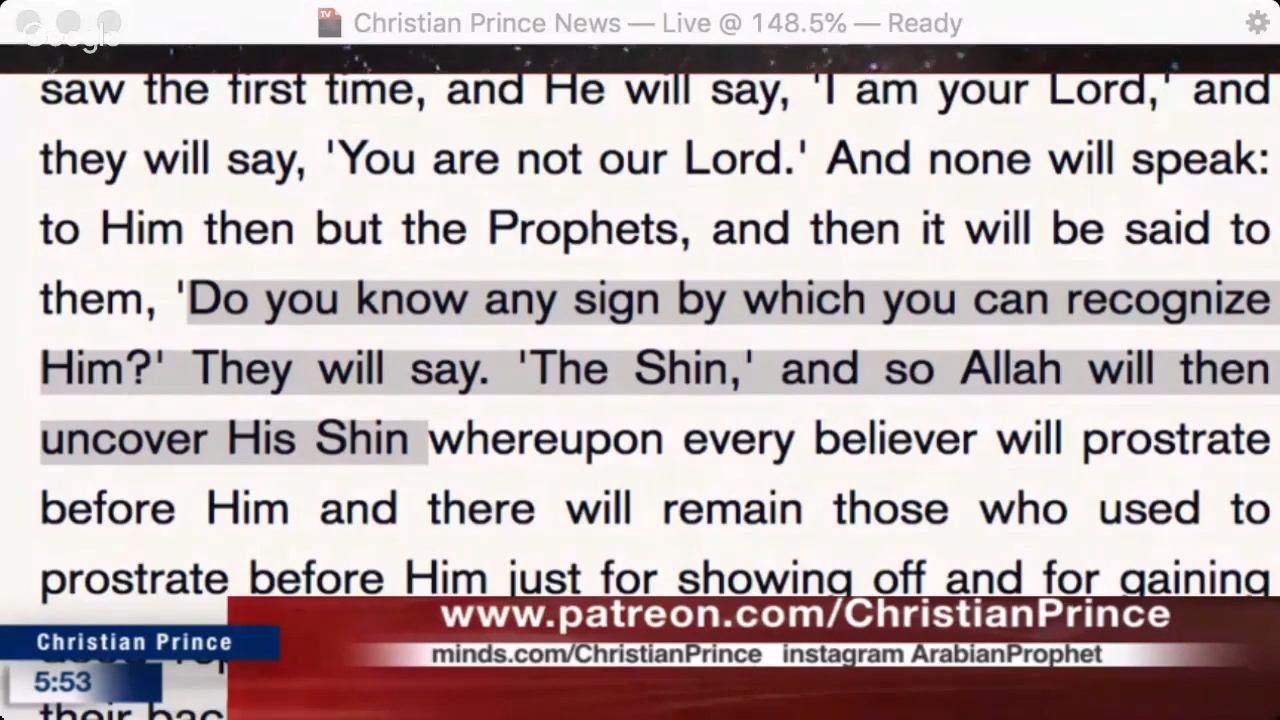 Christian Prince News — Live @ 148.5% — Ready
Google
saw the first time, and He will say, 'I am your Lord,' and
they will say, 'You are not our Lord.' And none will speak:
to Him then but the Prophets, and then it will be said to
them, 'Do you know any sign by which you can recognize
Him?' They will say. 'The Shin,' and so Allah will then
uncover His Shin whereupon every believer will prostrate
before Him and there will remain those who used to
prostrate before Him just for showing off and for gaining
www.patreon.com/ChristianPrince
Christian Prince
minds.com/ChristianPrince instagram ArabianProphet
5:53
their bac